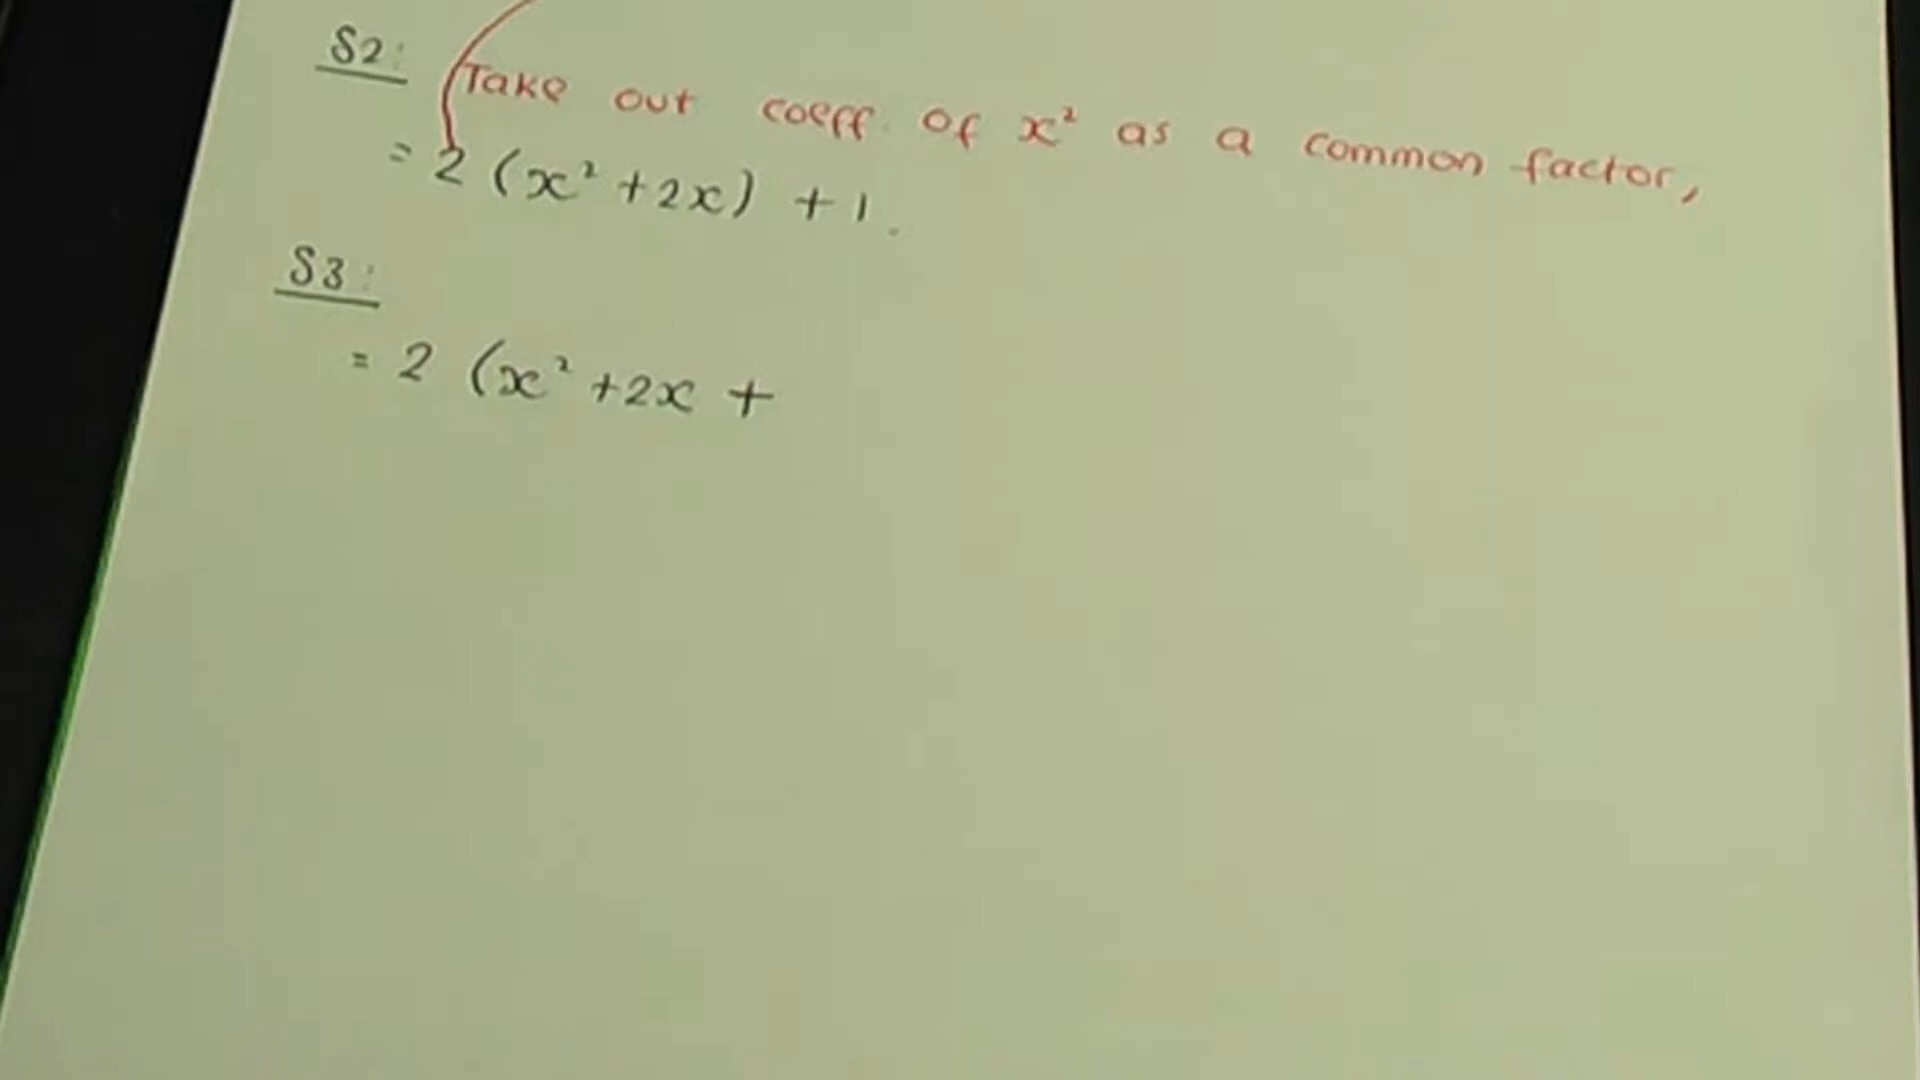 S2: Take out coeff. of x² as a common factor,
= 2 (x² +2x) +1.
S3:
= 2 (x² +2x +